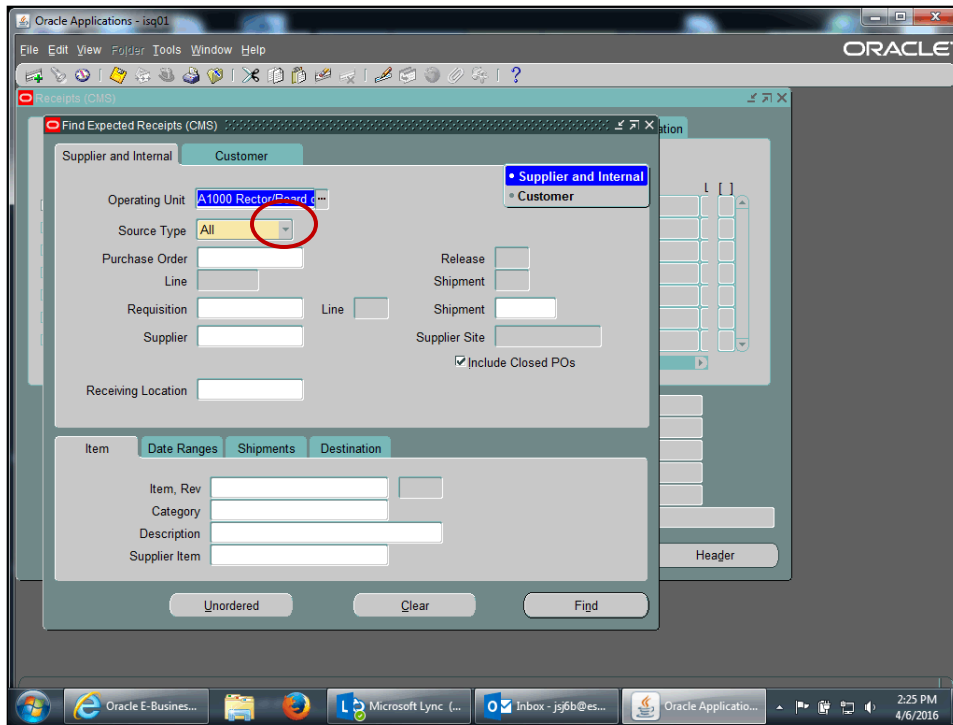 Oracle Applications - isq01
File Edit View Folder Tools Window Help
ORACLE
Receipts (CMS)
Find Expected Receipts (CMS)
ation
Supplier and Internal Customer
• Supplier and Internal
• Customer
L [ ]
Operating Unit A1000 Rector/Board
Source Type All
Purchase Order Release
Line Shipment
Requisition Line Shipment
Supplier Supplier Site
Include Closed POs
Receiving Location
Item Date Ranges Shipments Destination
Item, Rev
Category
Description
Supplier Item
Header
Unordered Clear Find
Oracle E-Busines... Microsoft Lync (... Inbox - jsj6b@es... Oracle Applicatio... 2:25 PM
4/6/2016